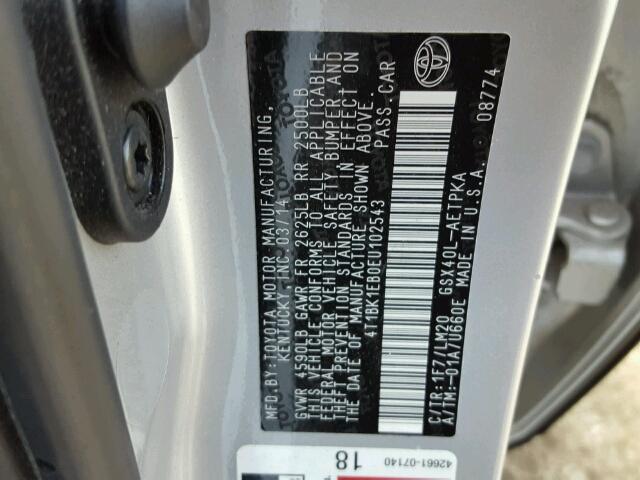 MFD.BY:TOYOTA MOTOR MANUFACTURING,
KENTUCKY, INC. 03/14
GVWR 4590LB GAWR FR 2625LB RR 2500LB
THIS VEHICLE CONFORMS TO ALL APPLICABLE
FEDERAL MOTOR VEHICLE SAFETY, BUMPER AND
THEFT PREVENTION STANDARDS IN EFFECT ON
THE DATE OF MANUFACTURE SHOWN ABOVE.
4T1BK1EB0EU102543 PASS.CAR
C/TR:1F7/LM20 GSX40L-AETPKA
A/TM:-01A/U660E MADE IN U.S.A.
08774
42661-07140
18